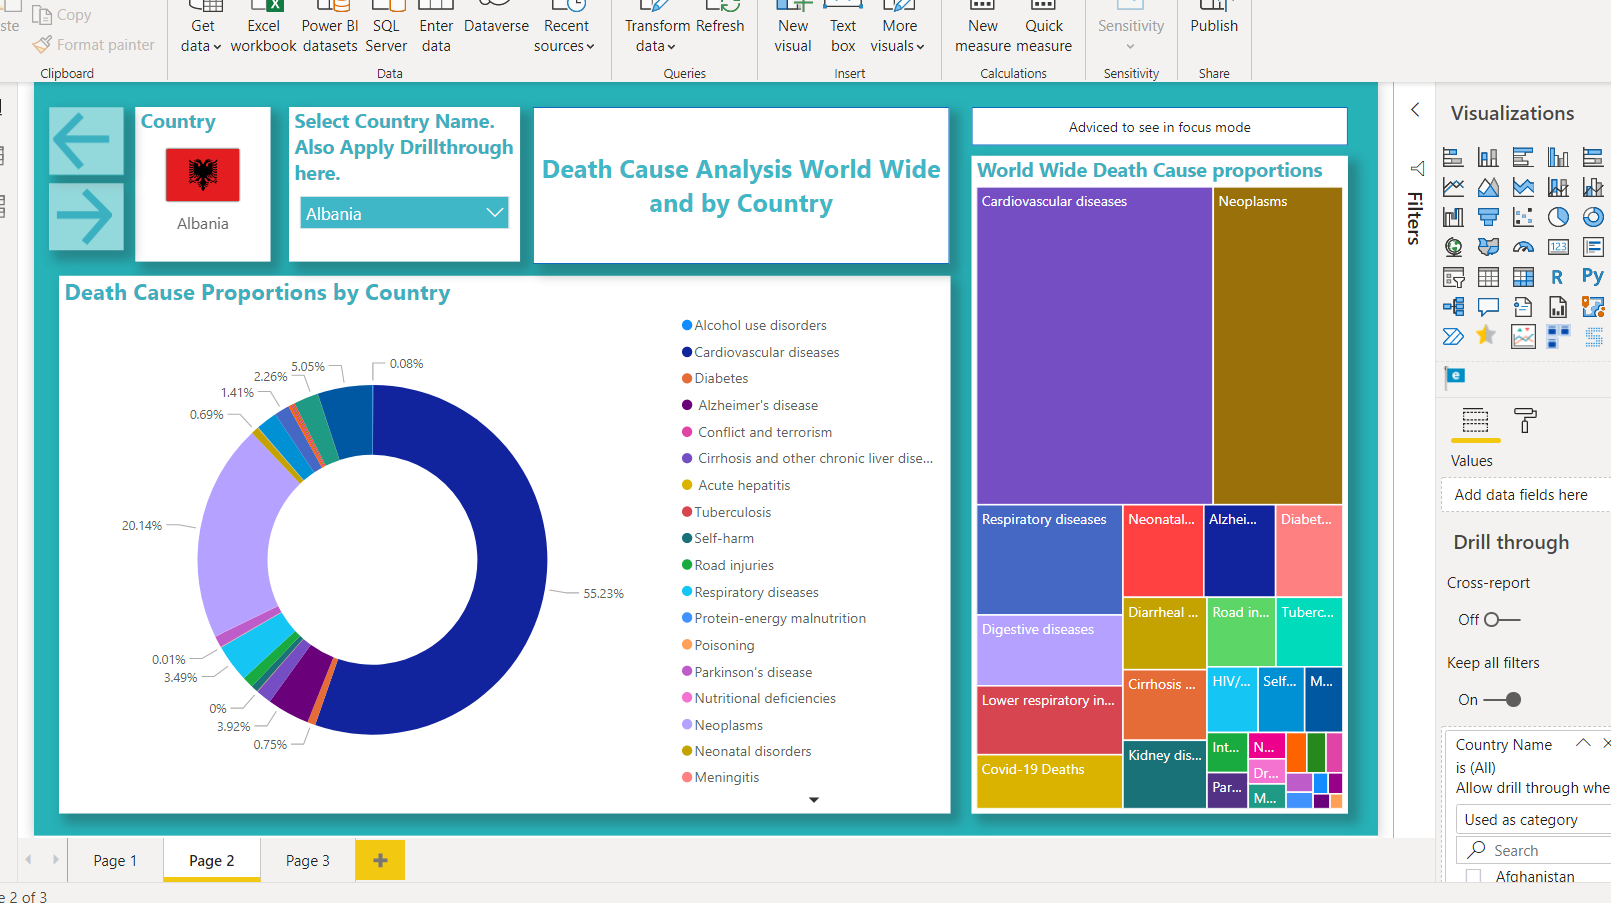 Copy
Format painter
Clipboard
Get
data
Excel
workbook
Power BI
datasets
SQL
Server
Enter
data
Dataverse
Recent
sources
Data
Transform
data
Refresh
Queries
New
visual
Text
box
More
visuals
Insert
New
measure
Quick
measure
Calculations
Sensitivity
Sensitivity
Publish
Share
Country
Albania
Select Country Name.
Also Apply Drillthrough
here.
Albania
Death Cause Analysis World Wide
and by Country
Adviced to see in focus mode
Death Cause Proportions by Country
0.08%
5.05%
2.26%
1.41%
0.69%
20.14%
0.01%
3.49%
0%
3.92%
0.75%
55.23%
Alcohol use disorders
Cardiovascular diseases
Diabetes
Alzheimer's disease
Conflict and terrorism
Cirrhosis and other chronic liver dise...
Acute hepatitis
Tuberculosis
Self-harm
Road injuries
Respiratory diseases
Protein-energy malnutrition
Poisoning
Parkinson's disease
Nutritional deficiencies
Neoplasms
Neonatal disorders
Meningitis
World Wide Death Cause proportions
Cardiovascular diseases
Neoplasms
Respiratory diseases
Digestive diseases
Lower respiratory in...
Covid-19 Deaths
Neonatal...
Alzhei...
Diabet...
Diarrheal ...
Road in...
Tuberc...
Cirrhosis ...
HIV/...
Self...
M...
Kidney dis...
Int...
N...
Dr...
Par...
M...
Filters
Visualizations
123
R
Py
e
Values
Add data fields here
Drill through
Cross-report
Off
Keep all filters
On
Country Name
is (All)
Allow drill through whe
Used as category
Search
Afghanistan
Page 1
Page 2
Page 3
2 of 3